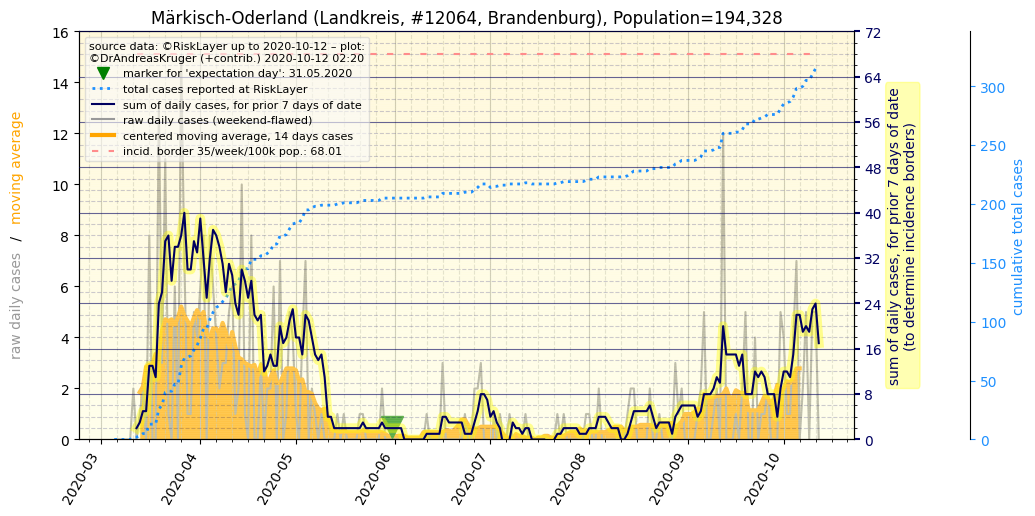 Märkisch-Oderland (Landkreis, #12064, Brandenburg), Population=194,328
source data: ©RiskLayer up to 2020-10-12 – plot:
©DrAndreasKruger (+contrib.) 2020-10-12 02:20
marker for 'expectation day': 31.05.2020
total cases reported at RiskLayer
sum of daily cases, for prior 7 days of date
raw daily cases (weekend-flawed)
centered moving average, 14 days cases
incid. border 35/week/100k pop.: 68.01
raw daily cases / moving average
16
14
12
10
8
6
4
2
0
2020-03
2020-04
2020-05
2020-06
2020-07
2020-08
2020-09
2020-10
72
64
56
48
40
32
24
16
8
0
sum of daily cases, for prior 7 days of date
(to determine incidence borders)
300
250
200
150
100
50
0
cumulative total cases